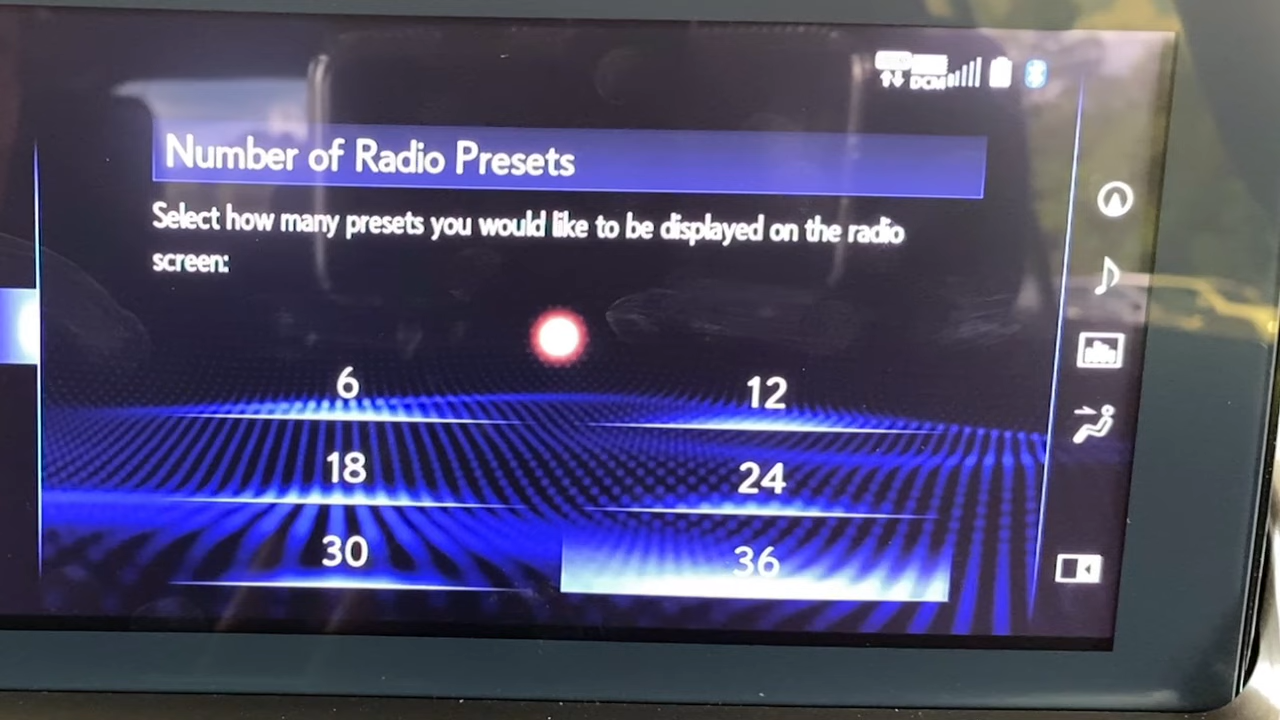 DCM
Number of Radio Presets
Select how many presets you would like to be displayed on the radio
screen:
6 12
18 24
30 36